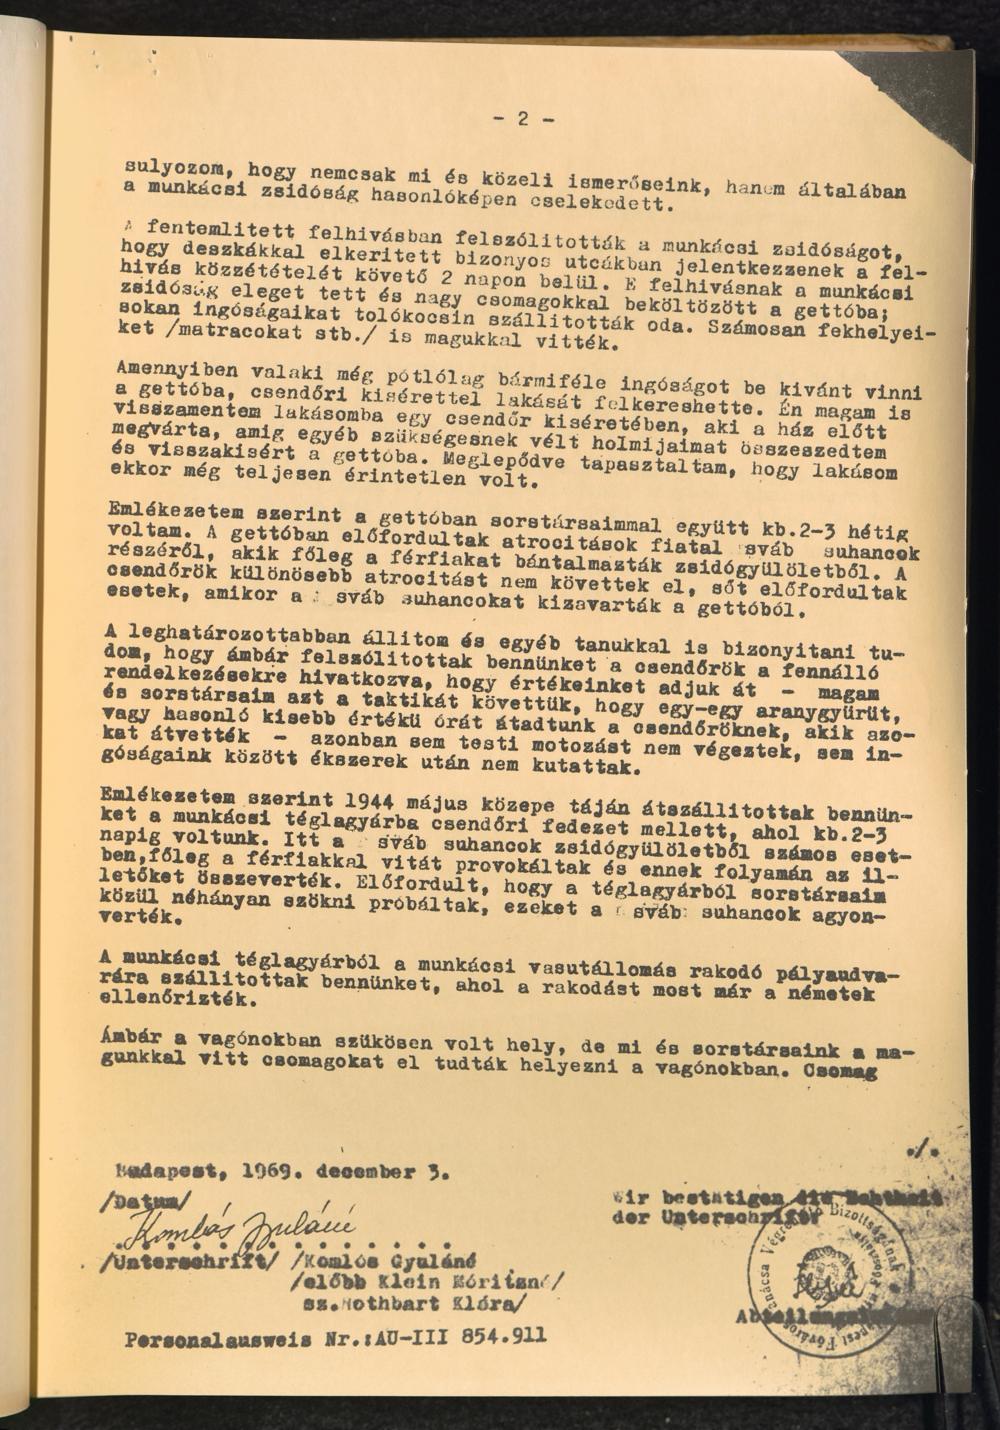 - 2 -
sulyozom, hogy nemcsak mi és közeli ismerőseink, hanem általában
a munkácsi zsidóság hasonlóképen cselekedett.
A fentemlitett felhivásban felszólitották a munkácsi zsidóságot,
hogy deszkákkal elkeritett bizonyos utcákban jelentkezzenek a fel-
hivás közzétételét követő 2 napon belül. E felhivásnak a munkácsi
zsidóság eleget tett és nagy csomagokkal beköltözött a gettóba;
sokan ingóságaikat tolókocsin szállitották oda. Számosan fekhelyei-
ket /matracokat stb./ is magukkal vitték.
Amennyiben valaki még pótlólag bármiféle ingóságot be kivánt vinni
a gettóba, csendőri kisérettel lakását felkereshette. Én magam is
visszamentem lakásomba egy csendőr kiséretében, aki a ház előtt
megvárta, amig egyéb szükségesnek vélt holmijaimat összeszedtem
és visszakisért a gettóba. Meglepődve tapasztaltam, hogy lakásom
ekkor még teljesen érintetlen volt.
Emlékezetem szerint a gettóban sorstársaimmal együtt kb.2-3 hétig
voltam. A gettóban előfordultak atrocitások fiatal sváb suhancok
részéről, akik főleg a férfiakat bántalmazták zsidógyülöletből. A
csendőrök különösebb atrocitást nem követtek el, sőt előfordultak
esetek, amikor a sváb suhancokat kizavarták a gettóból.
A leghatározottabban állitom és egyéb tanukkal is bizonyitani tu-
dom, hogy ámbár felszólitottak bennünket a csendőrök a fennálló
rendelkezésekre hivatkozva, hogy értékeinket adjuk át - magam
és sorstársaim azt a taktikát követtük, hogy egy-egy aranygyürüt,
vagy hasonló kisebb értékü órát átadtunk a csendőröknek, akik azo-
kat átvették - azonban sem testi motozást nem végeztek, sem in-
góságaink között ékszerek után nem kutattak.
Emlékezetem szerint 1944 május közepe táján átszállitottak bennün-
ket a munkácsi téglagyárba csendőri fedezet mellett, ahol kb.2-3
napig voltunk. Itt a sváb suhancok zsidógyülöletből számos eset-
ben,főleg a férfiakkal vitát provokáltak és ennek folyamán az il-
letőket összeverték. Előfordult, hogy a téglagyárból sorstársaim
közül néhányan szökni próbáltak, ezeket a sváb suhancok agyon-
verték.
A munkácsi téglagyárból a munkácsi vasutállomás rakodó pályaudva-
rára szállitottak bennünket, ahol a rakodást most már a németek
ellenőrizték.
Ámbár a vagónokban szükösen volt hely, de mi és sorstársaink a ma-
gunkkal vitt csomagokat el tudták helyezni a vagónokban. Csomag
./.
Budapest, 1969. december 3.
/Datum/
Komlós Gyuláné
/Unterschrift/ /Komlós Gyuláné
/előbb Klein Móritzné/
sz.Rothbart Klára/
Personalausweis Nr.:AU-III 854.911
Wir bestätigen die Echtheit
der Unterschrift
Végrehajtó Bizottságának